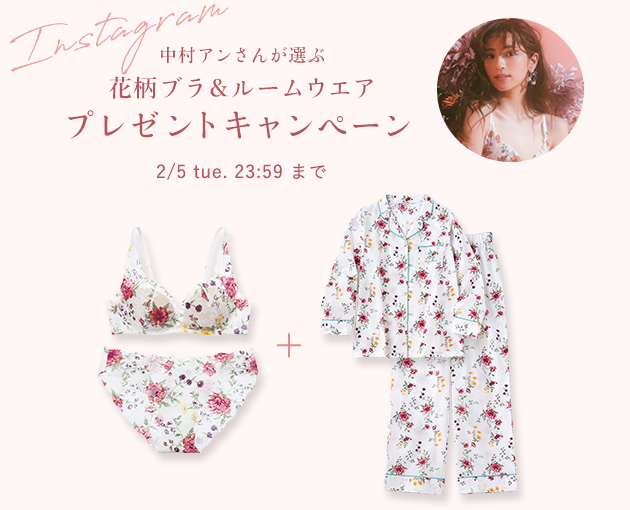 Instagram
中村アンさんが選ぶ
花柄ブラ&ルームウエア
プレゼントキャンペーン
2/5 tue. 23:59 まで